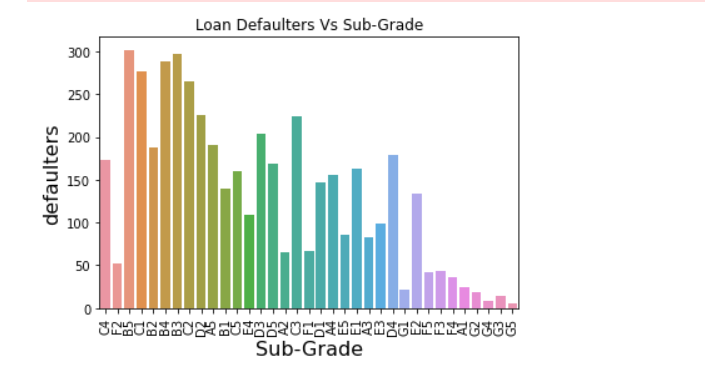 Loan Defaulters Vs Sub-Grade
300
250
200
150
100
50
0
defaulters
C4 F2 B5 C1 B2 B4 B3 C2 D2 A5 B1 C5 E4 D3 D5 A2 C3 F1 D1 A4 E5 E1 A3 E3 D4 G1 E2 F5 F3 F4 A1 G2 G4 G3 G5
Sub-Grade